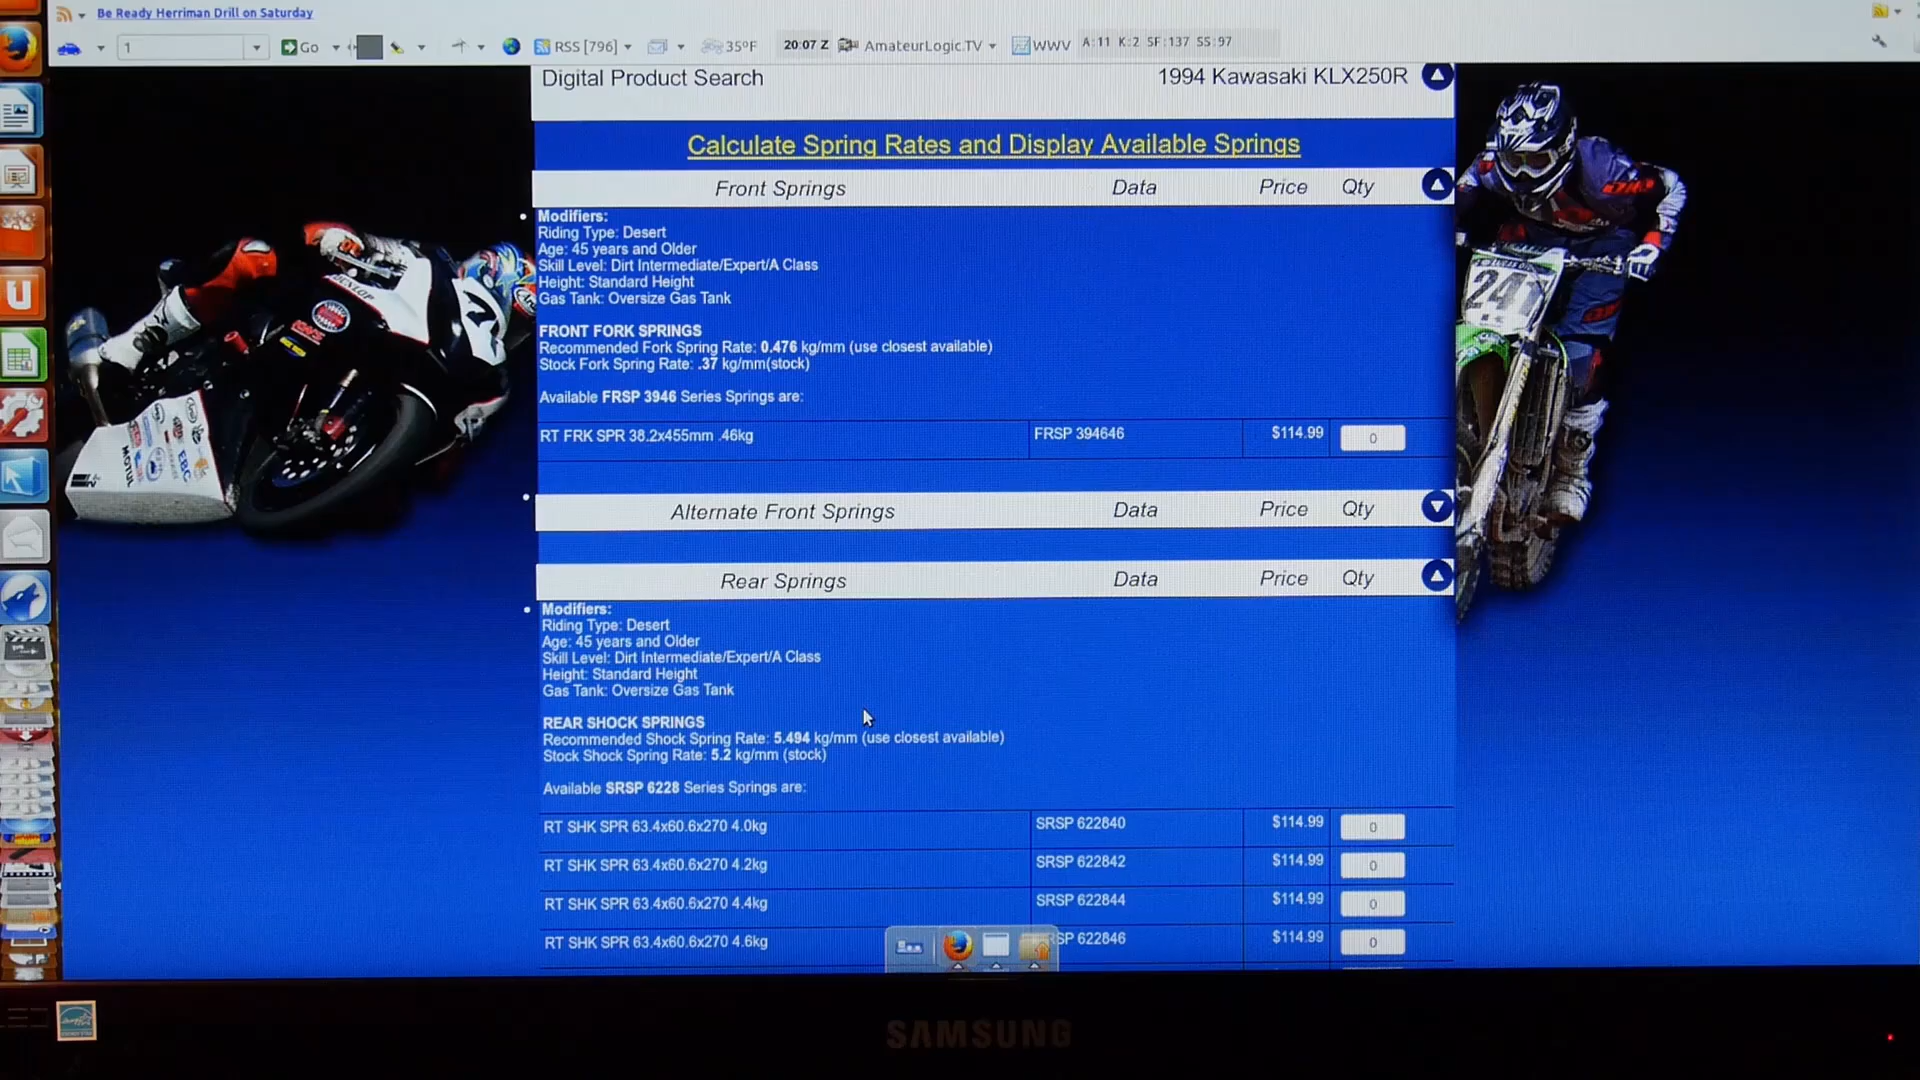 Be Ready Herriman Drill on Saturday
1 Go RSS [796] 35°F 20:07 Z AmateurLogic.TV WWV A:11 K:2 SF:137 SS:97
Digital Product Search 1994 Kawasaki KLX250R
Calculate Spring Rates and Display Available Springs
Front Springs Data Price Qty
Modifiers:
Riding Type: Desert
Age: 45 years and Older
Skill Level: Dirt Intermediate/Expert/A Class
Height: Standard Height
Gas Tank: Oversize Gas Tank
FRONT FORK SPRINGS
Recommended Fork Spring Rate: 0.476 kg/mm (use closest available)
Stock Fork Spring Rate: .37 kg/mm(stock)
Available FRSP 3946 Series Springs are:
RT FRK SPR 38.2x455mm .46kg FRSP 394646 $114.99 0
Alternate Front Springs Data Price Qty
Rear Springs Data Price Qty
Modifiers:
Riding Type: Desert
Age: 45 years and Older
Skill Level: Dirt Intermediate/Expert/A Class
Height: Standard Height
Gas Tank: Oversize Gas Tank
REAR SHOCK SPRINGS
Recommended Shock Spring Rate: 5.494 kg/mm (use closest available)
Stock Shock Spring Rate: 5.2 kg/mm (stock)
Available SRSP 6228 Series Springs are:
RT SHK SPR 63.4x60.6x270 4.0kg SRSP 622840 $114.99 0
RT SHK SPR 63.4x60.6x270 4.2kg SRSP 622842 $114.99 0
RT SHK SPR 63.4x60.6x270 4.4kg SRSP 622844 $114.99 0
RT SHK SPR 63.4x60.6x270 4.6kg RSP 622846 $114.99 0
DUNLOP
7
MOTUL
EBC
241
SAMSUNG